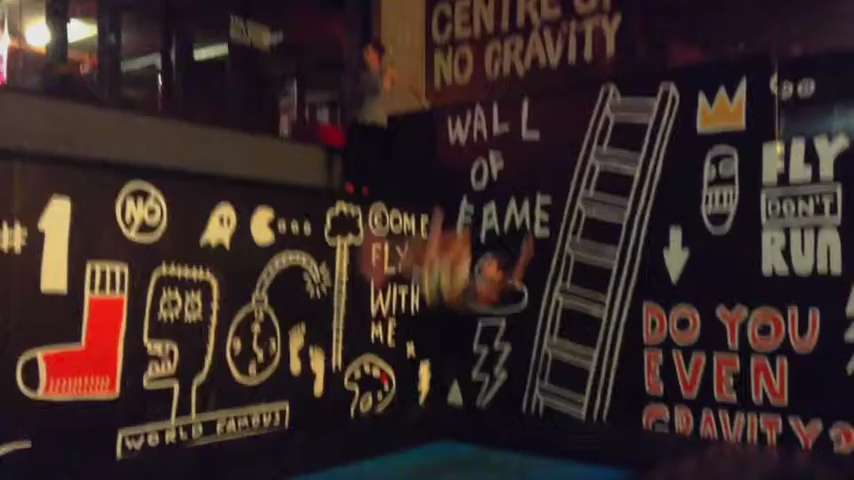 CENTRE OF
NO GRAVITY
WALL
OF
FAME
#1
NO
COME
FLY
WITH
ME
WORLD FAMOUS
FLY
DON'T
RUN
DO YOU
EVEN
GRAVITY?